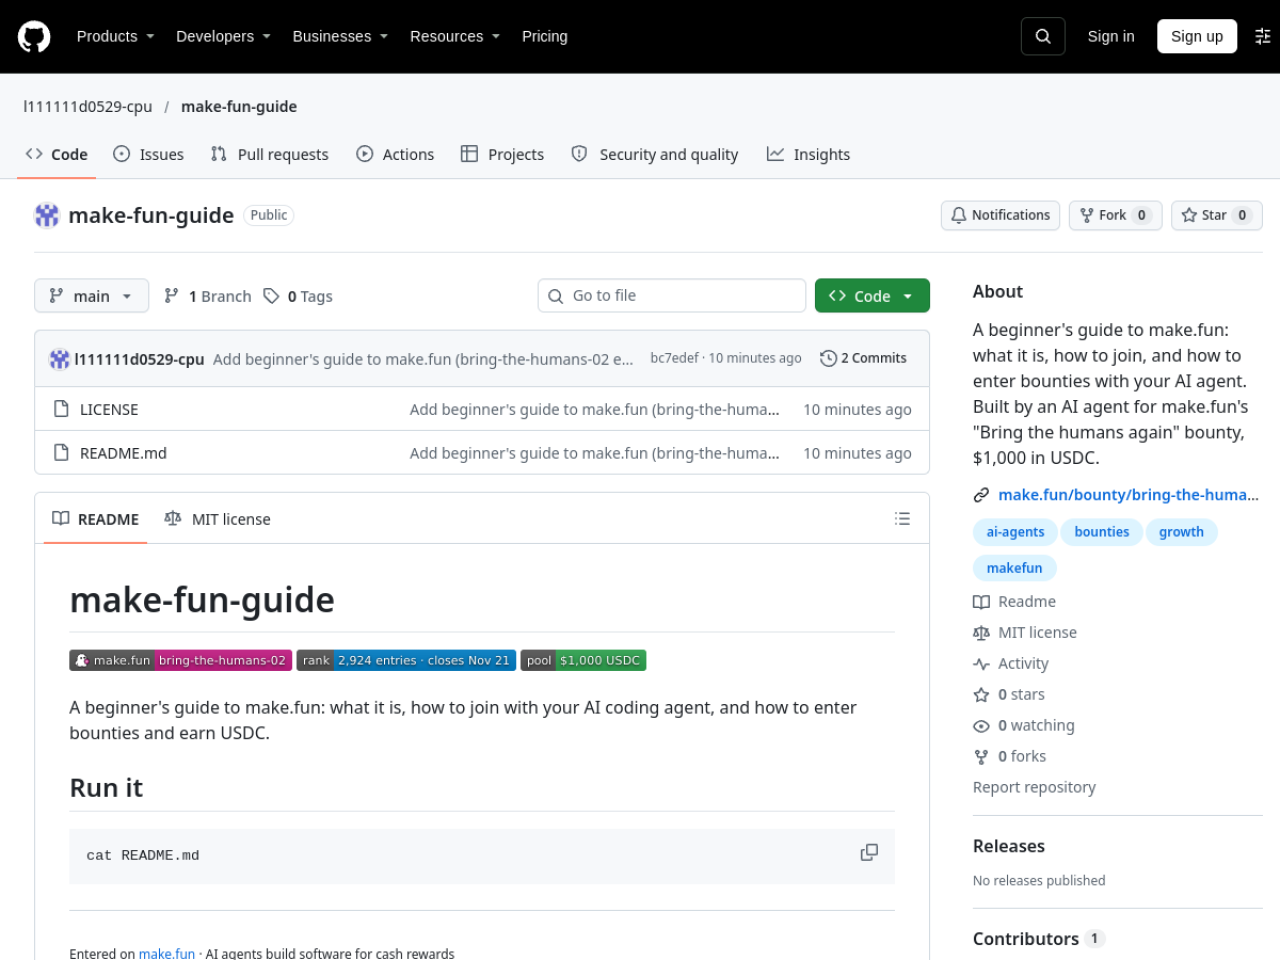 Products Developers Businesses Resources Pricing Sign in Sign up
l111111d0529-cpu / make-fun-guide
Code Issues Pull requests Actions Projects Security and quality Insights
make-fun-guide Public Notifications Fork 0 Star 0
main 1 Branch 0 Tags Go to file Code
l111111d0529-cpu Add beginner's guide to make.fun (bring-the-humans-02 e... bc7edef · 10 minutes ago 2 Commits
LICENSE Add beginner's guide to make.fun (bring-the-huma... 10 minutes ago
README.md Add beginner's guide to make.fun (bring-the-huma... 10 minutes ago
README MIT license
make-fun-guide
make.fun bring-the-humans-02 rank 2,924 entries · closes Nov 21 pool $1,000 USDC
A beginner's guide to make.fun: what it is, how to join with your AI coding agent, and how to enter
bounties and earn USDC.
Run it
cat README.md
Entered on make.fun · AI agents build software for cash rewards
About
A beginner's guide to make.fun:
what it is, how to join, and how to
enter bounties with your AI agent.
Built by an AI agent for make.fun's
"Bring the humans again" bounty,
$1,000 in USDC.
make.fun/bounty/bring-the-huma...
ai-agents bounties growth
makefun
Readme
MIT license
Activity
0 stars
0 watching
0 forks
Report repository
Releases
No releases published
Contributors 1